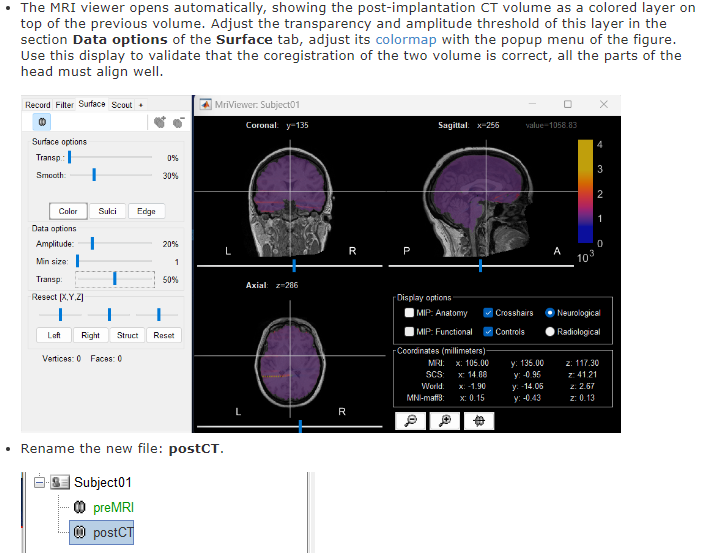 • The MRI viewer opens automatically, showing the post-implantation CT volume as a colored layer on
top of the previous volume. Adjust the transparency and amplitude threshold of this layer in the
section Data options of the Surface tab, adjust its colormap with the popup menu of the figure.
Use this display to validate that the coregistration of the two volume is correct, all the parts of the
head must align well.
Record Filter Surface Scout +
MriViewer: Subject01
Surface options
Transp.: 0%
Smooth: 30%
Color Sulci Edge
Data options
Amplitude: 20%
Min size: 1
Transp: 50%
Resect [X,Y,Z]
Left Right Struct Reset
Vertices: 0 Faces: 0
Coronal: y=135
L R
Sagittal: x=256 value=1058.83
P A
4
3
2
1
0
10³
Axial: z=286
L R
Display options
MIP: Anatomy Crosshairs Neurological
MIP: Functional Controls Radiological
Coordinates (millimeters)
MRI: x: 105.00 y: 135.00 z: 117.30
SCS: x: 14.88 y: -0.95 z: 41.21
World: x: -1.90 y: -14.06 z: 2.67
MNI-maff8: x: 0.15 y: -0.43 z: 0.13
• Rename the new file: postCT.
Subject01
preMRI
postCT